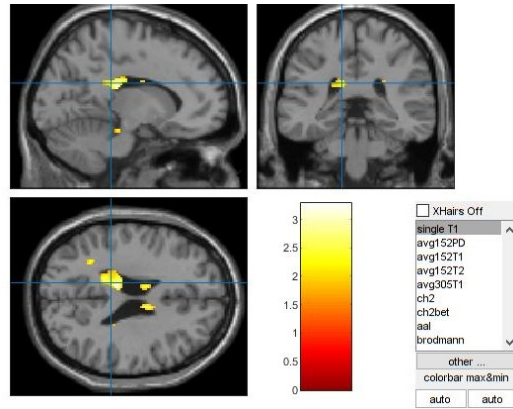 3
2.5
2
1.5
1
0.5
0
XHairs Off
single T1
avg152PD
avg152T1
avg152T2
avg305T1
ch2
ch2bet
aal
brodmann
other ...
colorbar max&min
auto auto